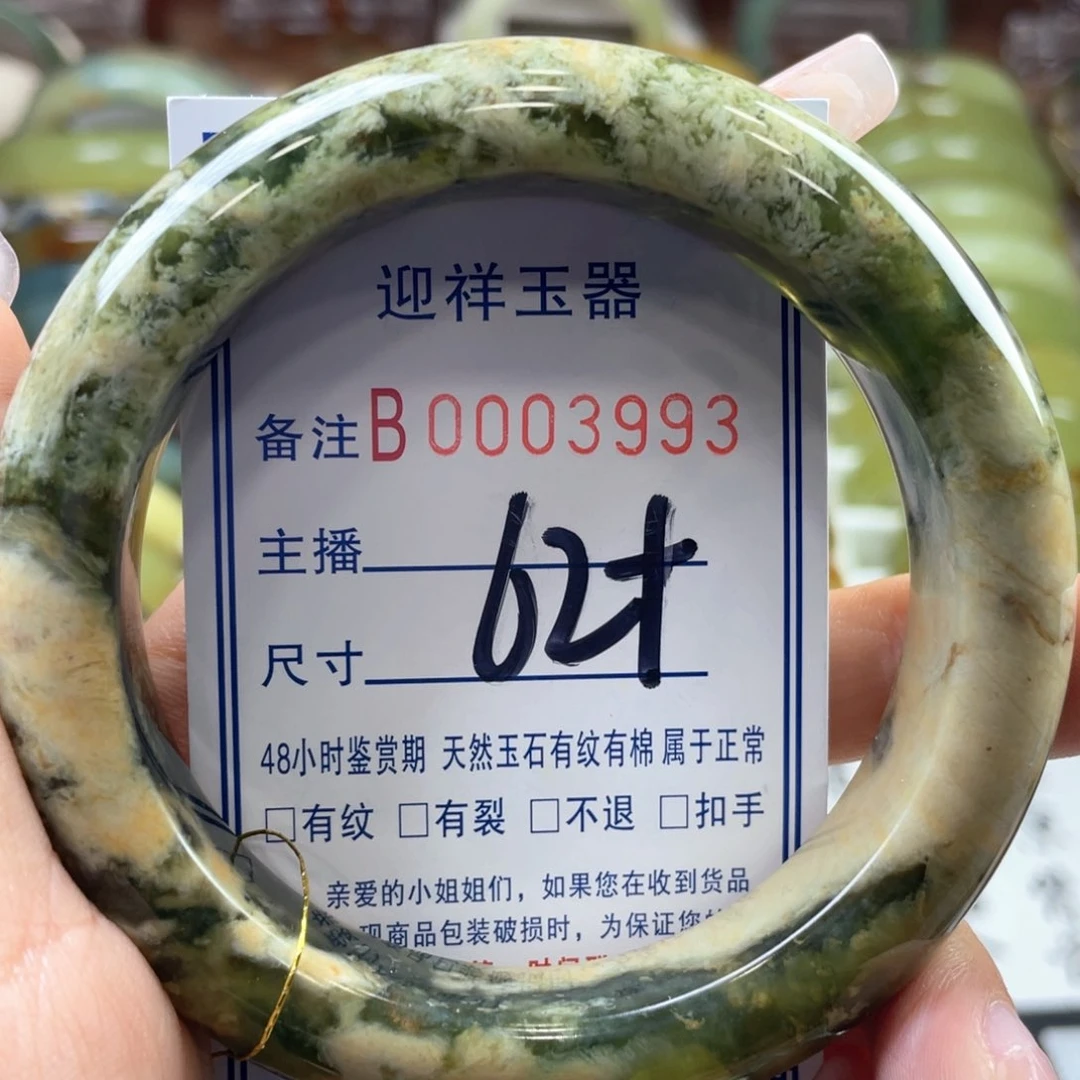 迎祥玉器
备注B0003993
主播
62寸
尺寸
48小时鉴赏期 天然玉石有纹有棉 属于正常
□有纹 □有裂 □不退 □扣手
亲爱的小姐姐们，如果您在收到货品
现商品包装破损时，为保证您